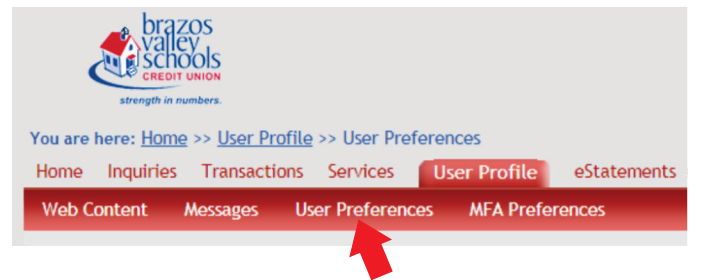 brazos
valley
schools
CREDIT UNION
strength in numbers.
You are here: Home >> User Profile >> User Preferences
Home Inquiries Transactions Services User Profile eStatements
Web Content Messages User Preferences MFA Preferences